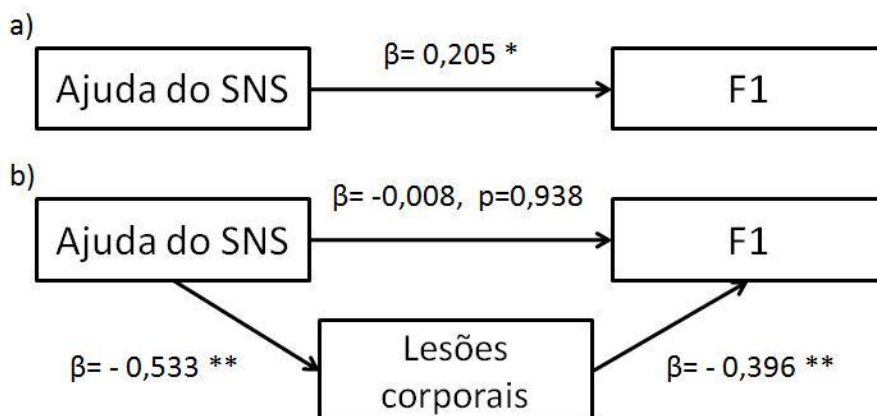 a)
β= 0,205 *
Ajuda do SNS
F1
b)
β= -0,008, p=0,938
Ajuda do SNS
F1
Lesões
corporais
β= - 0,533 **
β= - 0,396 **